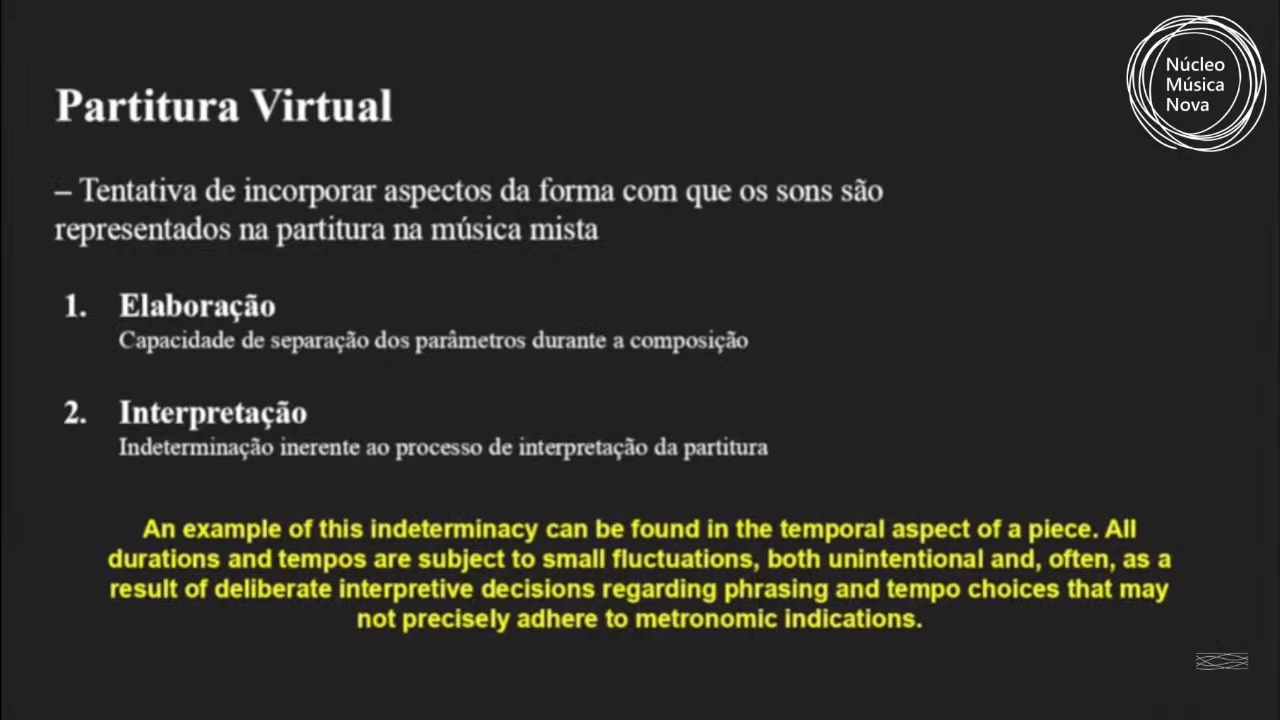 Núcleo
Música
Nova
Partitura Virtual
– Tentativa de incorporar aspectos da forma com que os sons são
representados na partitura na música mista
1. Elaboração
Capacidade de separação dos parâmetros durante a composição
2. Interpretação
Indeterminação inerente ao processo de interpretação da partitura
An example of this indeterminacy can be found in the temporal aspect of a piece. All
durations and tempos are subject to small fluctuations, both unintentional and, often, as a
result of deliberate interpretive decisions regarding phrasing and tempo choices that may
not precisely adhere to metronomic indications.